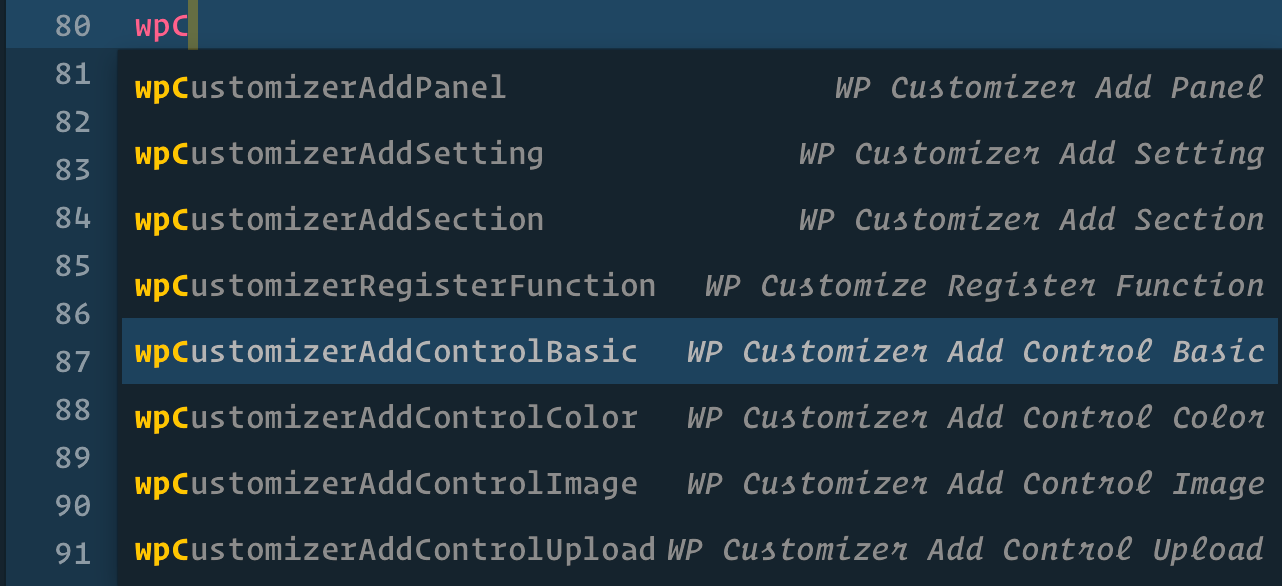 80 wpC
81
wpCustomizerAddPanel WP Customizer Add Panel
82
wpCustomizerAddSetting WP Customizer Add Setting
83
84 wpCustomizerAddSection WP Customizer Add Section
85
wpCustomizerRegisterFunction WP Customize Register Function
86
87 wpCustomizerAddControlBasic WP Customizer Add Control Basic
88 wpCustomizerAddControlColor WP Customizer Add Control Color
89
wpCustomizerAddControlImage WP Customizer Add Control Image
90
91 wpCustomizerAddControlUpload WP Customizer Add Control Upload